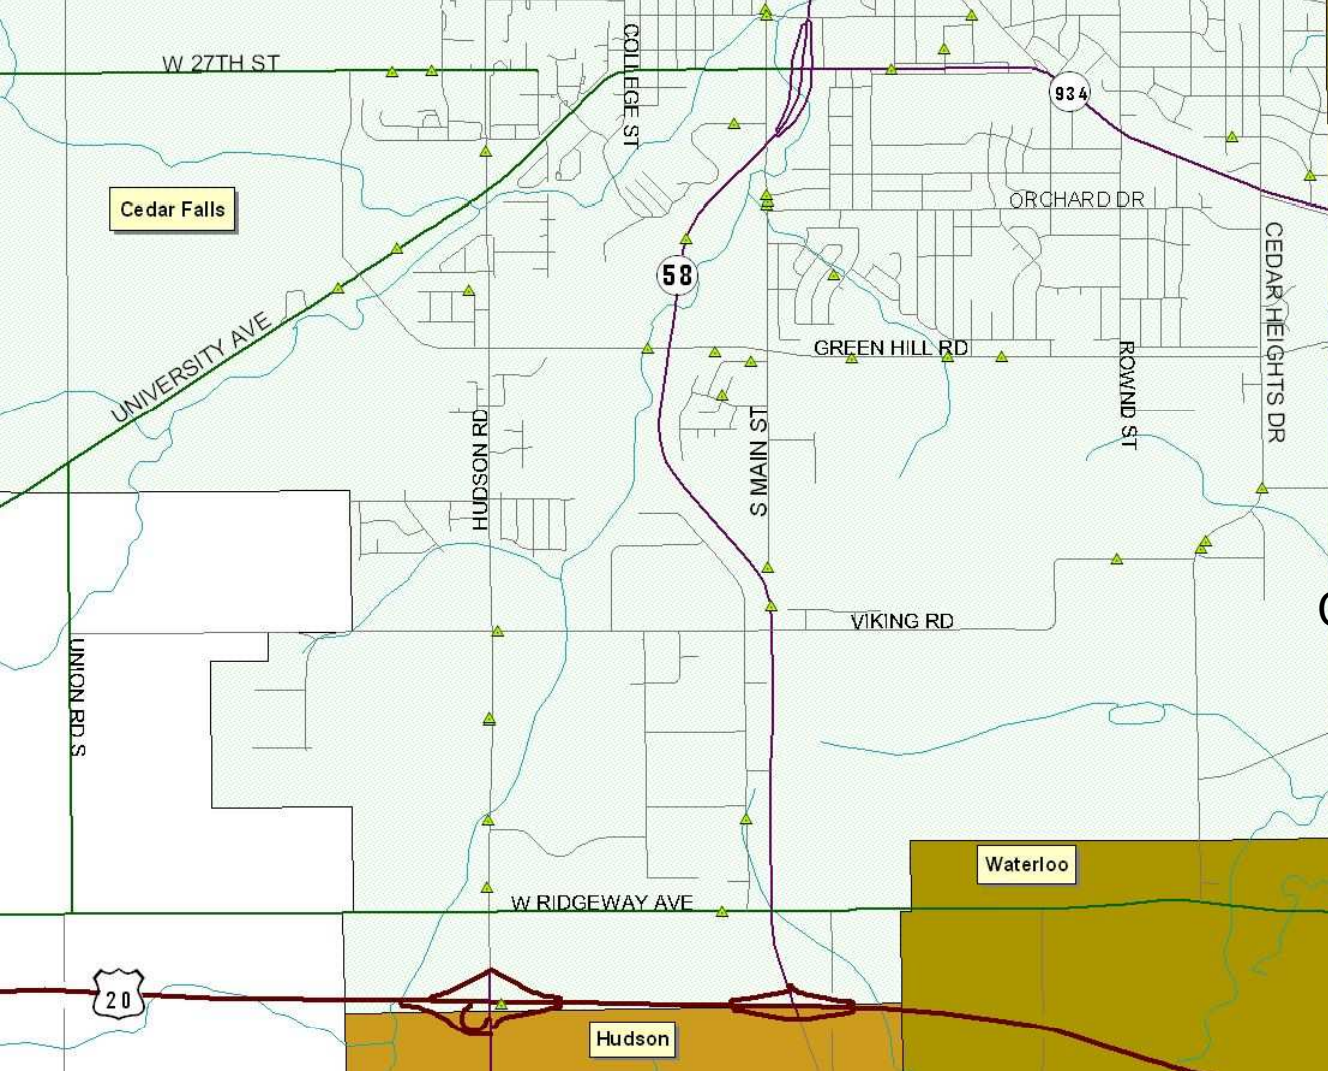 W 27TH ST
COLLEGE ST
934
Cedar Falls
ORCHARD DR
58
CEDAR HEIGHTS DR
UNIVERSITY AVE
GREEN HILL RD
ROWND ST
HUDSON RD
S MAIN ST
VIKING RD
UNION RD S
Waterloo
W RIDGEWAY AVE
20
Hudson